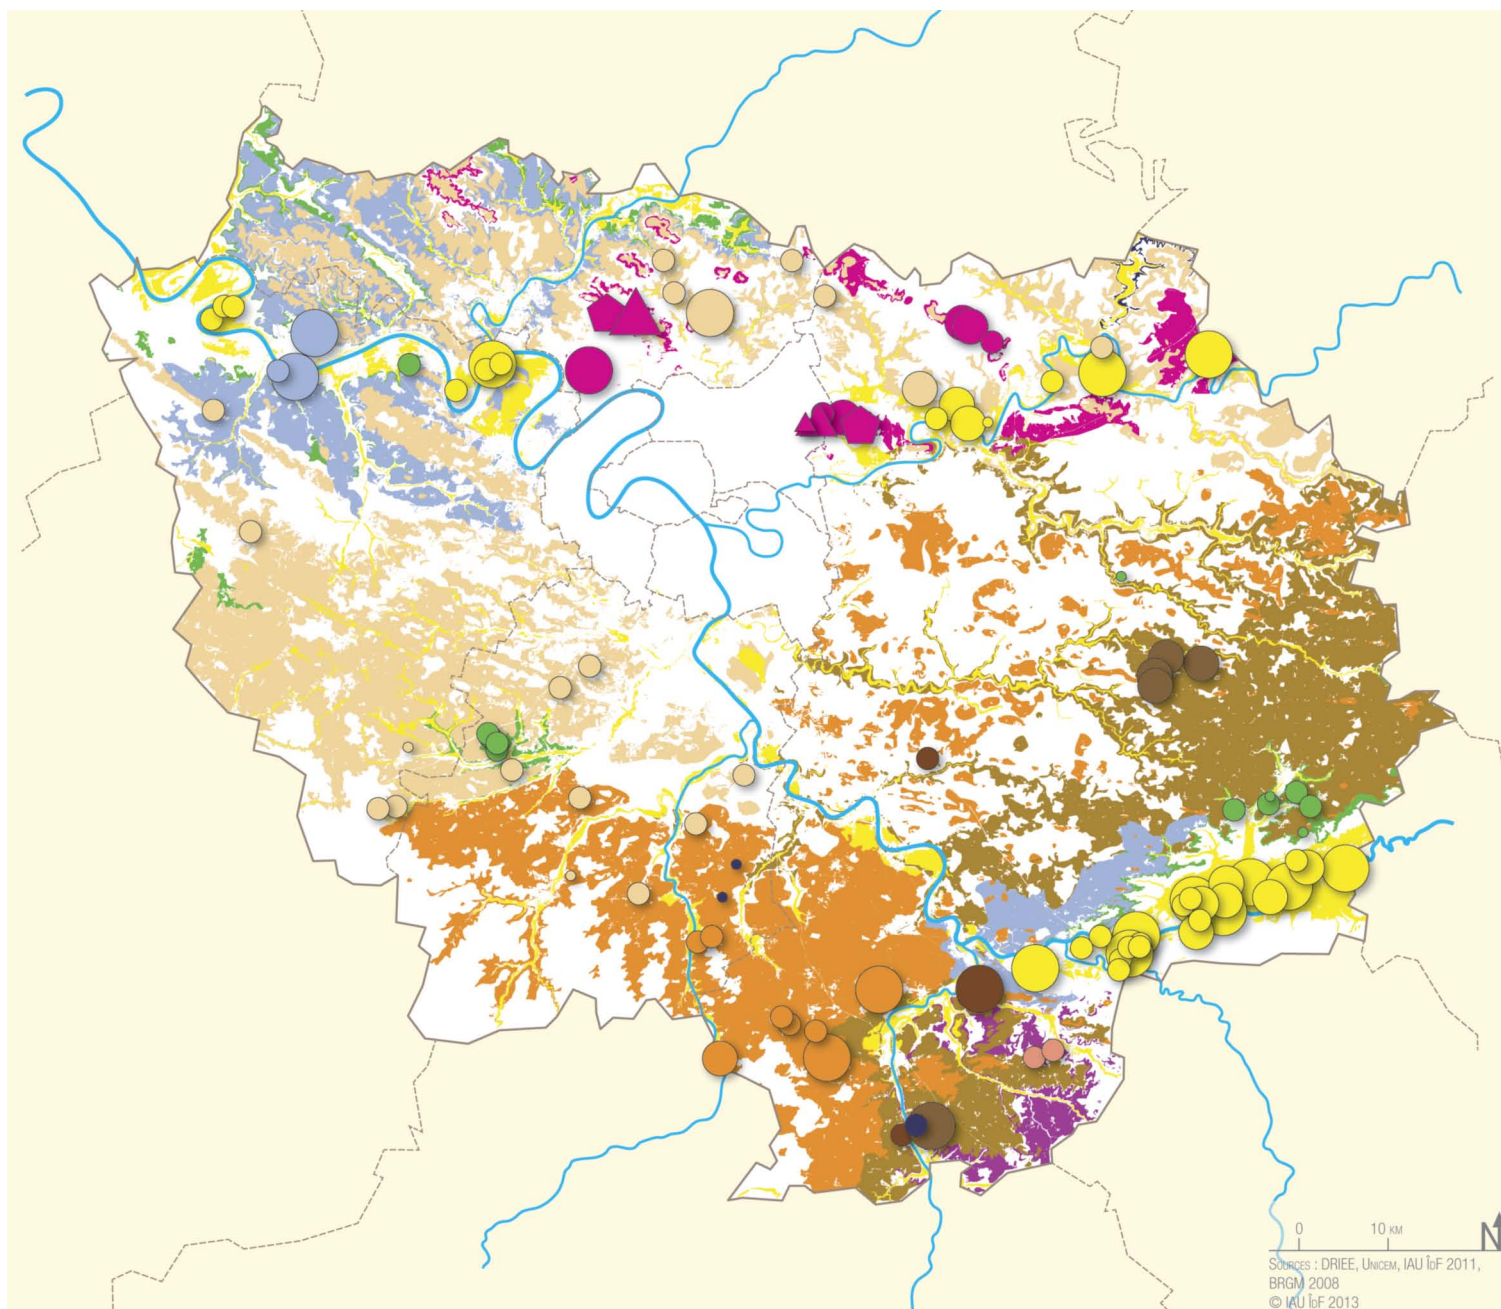 0 10 KM
N
SOURCES : DRIEE, UNICEM, IAU ÎDF 2011,
BRGM 2008
© IAU ÎDF 2013